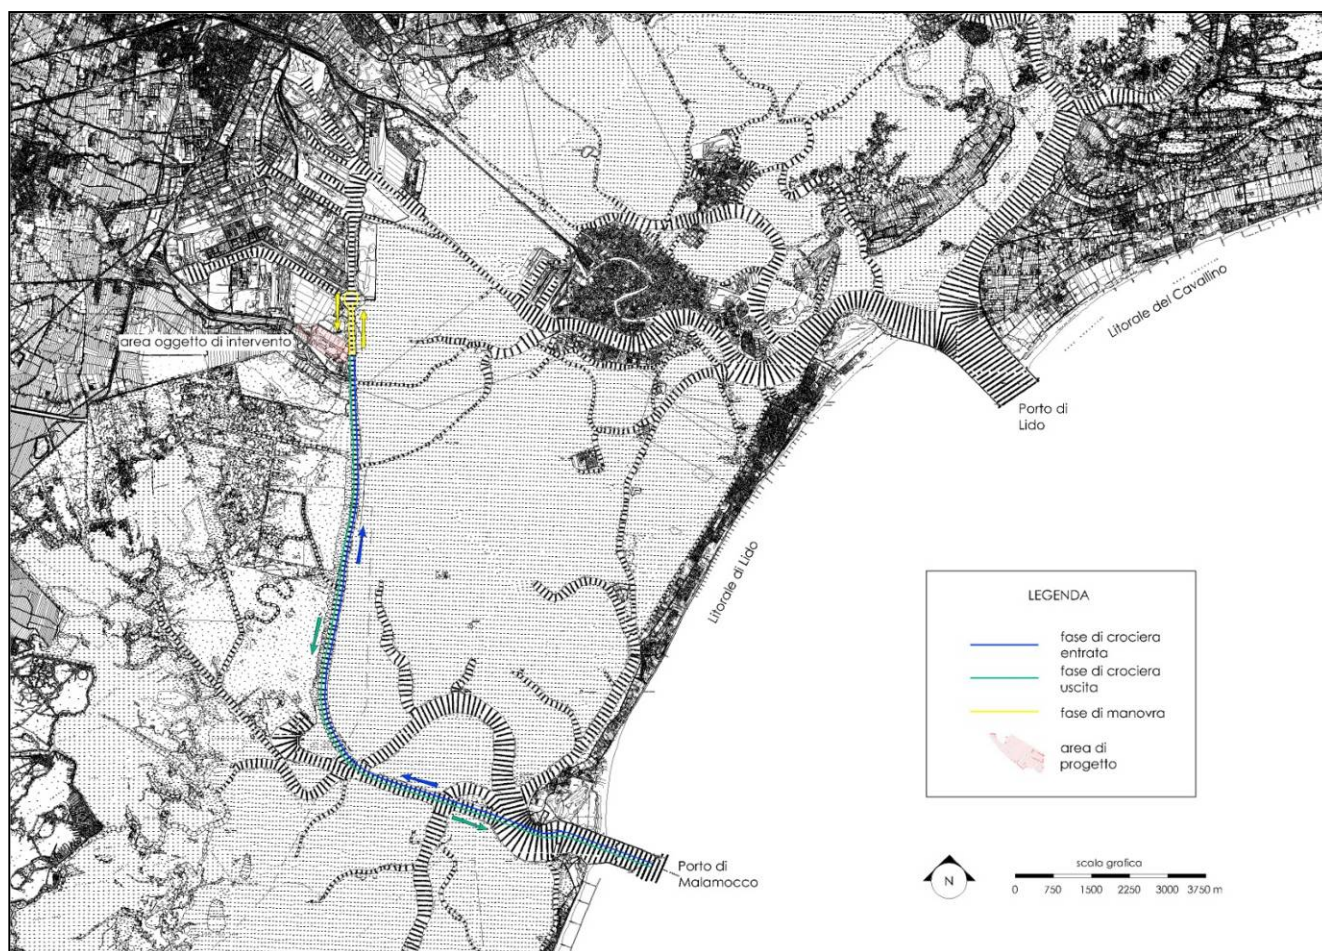 Litorale del Cavallino
area oggetto di intervento
Porto di
Lido
Litorale di Lido
LEGENDA
fase di crociera
entrata
fase di crociera
uscita
fase di manovra
area di
progetto
Porto di
Malamocco
N
scala grafica
0 750 1500 2250 3000 3750 m